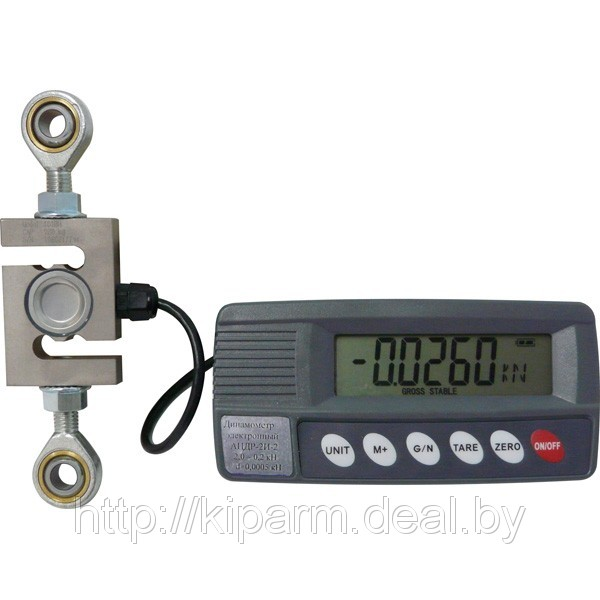 -0.0260 kN
GROSS STABLE
UNIT M+ G/N TARE ZERO ON/OFF
Динамометр
электронный
АЦДР-2И-2
2,0 – 0,2 кН
d=0,0005 кН
http://kiparm.deal.by